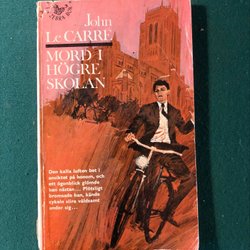 John
Le CARRE
MORD I
HÖGRE
SKOLAN
Den kalla luften bet i
ansiktet på honom, och
ett ögonblick glömde
han nästan... Plötsligt
bromsade han, kände
cykeln slira våldsamt
under sig...